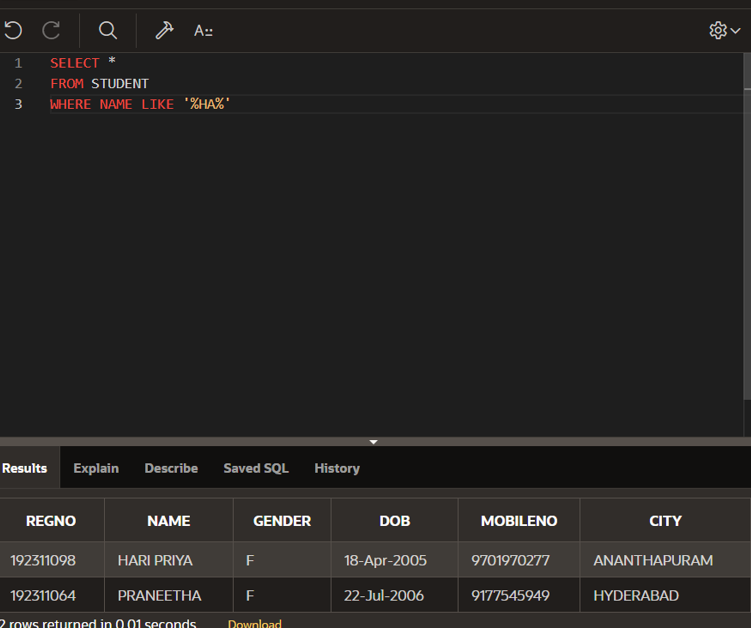 A::
1 SELECT *
2 FROM STUDENT
3 WHERE NAME LIKE '%HA%'
Results Explain Describe Saved SQL History
REGNO NAME GENDER DOB MOBILENO CITY
192311098 HARI PRIYA F 18-Apr-2005 9701970277 ANANTHAPURAM
192311064 PRANEETHA F 22-Jul-2006 9177545949 HYDERABAD
2 rows returned in 0.01 seconds Download